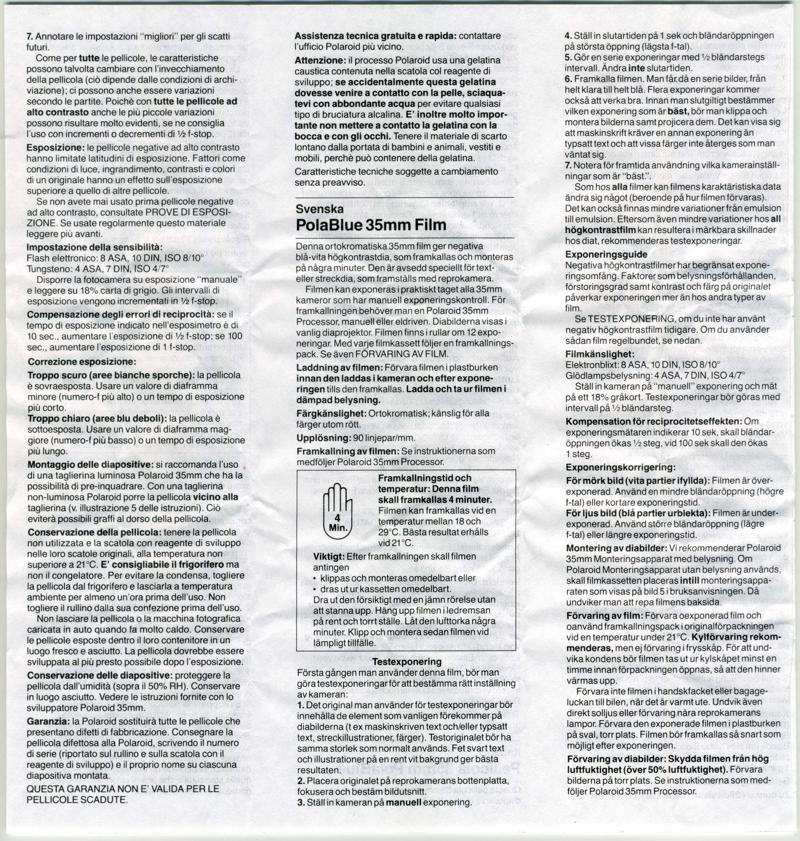 7. Annotare le impostazioni "migliori" per gli scatti
futuri.
Come per tutte le pellicole, le caratteristiche
possono talvolta cambiare con l'invecchiamento
della pellicola (ciò dipende dalle condizioni di archi-
viazione); ci possono anche essere variazioni
secondo le partite. Poichè con tutte le pellicole ad
alto contrasto anche le più piccole variazioni
possono risultare molto evidenti, se ne consiglia
l'uso con incrementi o decrementi di ½ f-stop.
Esposizione: le pellicole negative ad alto contrasto
hanno limitate latitudini di esposizione. Fattori come
condizioni di luce, ingrandimento, contrasti e colori
di un originale hanno un effetto sull'esposizione
superiore a quello di altre pellicole.
Se non avete mai usato prima pellicole negative
ad alto contrasto, consultate PROVE DI ESPOSI-
ZIONE. Se usate regolarmente questo materiale
leggere più avanti.
Impostazione della sensibilità:
Flash elettronico: 8 ASA, 10 DIN, ISO 8/10°
Tungsteno: 4 ASA, 7 DIN, ISO 4/7°
Disporre la fotocamera su esposizione "manuale"
e leggere su 18% carta di grigio. Gli intervalli di
esposizione vengono incrementati in ½ f-stop.
Compensazione degli errori di reciprocità: se il
tempo di esposizione indicato nell'esposimetro è di
10 sec., aumentare l'esposizione di ½ f-stop; se 100
sec., aumentare l'esposizione di 1 f-stop.
Correzione esposizione:
Troppo scuro (aree bianche sporche): la pellicola
è sovraesposta. Usare un valore di diaframma
minore (numero-f più alto) o un tempo di esposizione
più corto.
Troppo chiaro (aree blu deboli): la pellicola è
sottoesposta. Usare un valore di diaframma mag-
giore (numero-f più basso) o un tempo di esposizione
più lungo.
Montaggio delle diapositive: si raccomanda l'uso
di una taglierina luminosa Polaroid 35mm che ha la
possibilità di pre-inquadrare. Con una taglierina
non-luminosa Polaroid porre la pellicola vicino alla
taglierina (v. illustrazione 5 delle istruzioni). Ciò
eviterà possibili graffi al dorso della pellicola.
Conservazione della pellicola: tenere la pellicola
non utilizzata e la scatola con reagente di sviluppo
nelle loro scatole originali, alla temperatura non
superiore a 21°C. E' consigliabile il frigorifero ma
non il congelatore. Per evitare la condensa, togliere
la pellicola dal frigorifero e lasciarla a temperatura
ambiente per almeno un'ora prima dell'uso. Non
togliere il rullino dalla sua confezione prima dell'uso.
Non lasciare la pellicola o la macchina fotografica
caricata in auto quando fa molto caldo. Conservare
le pellicole esposte dentro il loro contenitore in un
luogo fresco e asciutto. La pellicola dovrebbe essere
sviluppata al più presto possibile dopo l'esposizione.
Conservazione delle diapositive: proteggere la
pellicola dall'umidità (sopra il 50% RH). Conservare
in luogo asciutto. Vedere le istruzioni fornite con lo
sviluppatore Polaroid 35mm.
Garanzia: la Polaroid sostituirà tutte le pellicole che
presentano difetti di fabbricazione. Consegnare la
pellicola difettosa alla Polaroid, scrivendo il numero
di serie (riportato sul rullino e sulla scatola con il
reagente di sviluppo) e il proprio nome su ciascuna
diapositiva montata.
QUESTA GARANZIA NON E' VALIDA PER LE
PELLICOLE SCADUTE.
Assistenza tecnica gratuita e rapida: contattare
l'ufficio Polaroid più vicino.
Attenzione: il processo Polaroid usa una gelatina
caustica contenuta nella scatola col reagente di
sviluppo; se accidentalmente questa gelatina
dovesse venire a contatto con la pelle, sciaqua-
tevi con abbondante acqua per evitare qualsiasi
tipo di bruciatura alcalina. E' inoltre molto impor-
tante non mettere a contatto la gelatina con la
bocca e con gli occhi. Tenere il materiale di scarto
lontano dalla portata di bambini e animali, vestiti e
mobili, perchè può contenere della gelatina.
Caratteristiche tecniche soggette a cambiamento
senza preavviso.
Svenska
PolaBlue 35mm Film
Denna ortokromatiska 35mm film ger negativa
blå-vita högkontrastdia, som framkallas och monteras
på några minuter. Den är avsedd speciellt för text-
eller streckdia, som framställs med reprokamera.
Filmen kan exponeras i praktiskt taget alla 35mm
kameror som har manuell exponeringskontroll. För
framkallningen behöver man en Polaroid 35mm
Processor, manuell eller eldriven. Diabilderna visas i
vanlig diaprojektor. Filmen finns i rullar om 12 expo-
neringar. Med varje filmkassett följer en framkallnings-
pack. Se även FÖRVARING AV FILM.
Laddning av filmen: Förvara filmen i plastburken
innan den laddas i kameran och efter expone-
ringen tills den framkallas. Ladda och ta ur filmen i
dämpad belysning.
Färgkänslighet: Ortokromatisk; känslig för alla
färger utom rött.
Upplösning: 90 linjepar/mm.
Framkallning av filmen: Se instruktionerna som
medföljer Polaroid 35mm Processor.
4
Min.
Framkallningstid och
temperatur: Denna film
skall framkallas 4 minuter.
Filmen kan framkallas vid en
temperatur mellan 18 och
29°C. Bästa resultat erhålls
vid 21°C.
Viktigt: Efter framkallningen skall filmen
antingen
• klippas och monteras omedelbart eller
• dras ut ur kassetten omedelbart.
Dra ut den försiktigt med en jämn rörelse utan
att stanna upp. Häng upp filmen i ledremsan
på rent och torrt ställe. Låt den lufttorka några
minuter. Klipp och montera sedan filmen vid
lämpligt tillfälle.
Testexponering
Första gången man använder denna film, bör man
göra testexponeringar för att bestämma rätt inställning
av kameran:
1. Det original man använder för testexponeringar bör
innehålla de element som vanligen förekommer på
diabilderna (t ex maskinskriven text och/eller typsatt
text, streckillustrationer, färger). Testoriginalet bör ha
samma storlek som normalt används. Fet svart text
och illustrationer på en rent vit bakgrund ger bästa
resultaten.
2. Placera originalet på reprokamerans bottenplatta,
fokusera och bestäm bildutsnitt.
3. Ställ in kameran på manuell exponering.
4. Ställ in slutartiden på 1 sek och bländaröppningen
på största öppning (lägsta f-tal).
5. Gör en serie exponeringar med ½ bländarstegs
intervall. Ändra inte slutartiden.
6. Framkalla filmen. Man får då en serie bilder, från
helt klara till helt blå. Flera exponeringar kommer
också att verka bra. Innan man slutgiltigt bestämmer
vilken exponering som är bäst, bör man klippa och
montera bilderna samt projicera dem. Det kan visa sig
att maskinskrift kräver en annan exponering än
typsatt text och att vissa färger inte återges som man
väntat sig.
7. Notera för framtida användning vilka kamerainställ-
ningar som är "bäst".
Som hos alla filmer kan filmens karaktäristiska data
ändra sig något (beroende på hur filmen förvaras).
Det kan också finnas mindre variationer från emulsion
till emulsion. Eftersom även mindre variationer hos all
högkontrastfilm kan resultera i märkbara skillnader
hos diat, rekommenderas testexponeringar.
Exponeringsguide
Negativa högkontrastfilmer har begränsat expone-
ringsomfång. Faktorer som belysningsförhållanden,
förstoringsgrad samt kontrast och färg på originalet
påverkar exponeringen mer än hos andra typer av
film.
Se TESTEXPONERING, om du inte har använt
negativ högkontrastfilm tidigare. Om du använder
sådan film regelbundet, se nedan.
Filmkänslighet:
Elektronblixt: 8 ASA, 10 DIN, ISO 8/10°
Glödlampsbelysning: 4 ASA, 7 DIN, ISO 4/7°
Ställ in kameran på "manuell" exponering och mät
på ett 18% gråkort. Testexponeringar bör göras med
intervall på ½ bländarsteg.
Kompensation för reciprocitetseffekten: Om
exponeringsmätaren indikerar 10 sek, skall bländar-
öppningen ökas ½ steg, vid 100 sek skall den ökas
1 steg.
Exponeringskorrigering:
För mörk bild (vita partier ifyllda): Filmen är över-
exponerad. Använd en mindre bländaröppning (högre
f-tal) eller kortare exponeringstid.
För ljus bild (blå partier urblekta): Filmen är under-
exponerad. Använd större bländaröppning (lägre
f-tal) eller längre exponeringstid.
Montering av diabilder: Vi rekommenderar Polaroid
35mm Monteringsapparat med belysning. Om
Polaroid Monteringsapparat utan belysning används,
skall filmkassetten placeras intill monteringsappa-
raten som visas på bild 5 i bruksanvisningen. Då
undviker man att repa filmens baksida.
Förvaring av film: Förvara oexponerad film och
oanvänd framkallningspack i originalförpackningen
vid en temperatur under 21°C. Kylförvaring rekom-
menderas, men ej förvaring i frysskåp. För att und-
vika kondens bör filmen tas ut ur kylskåpet minst en
timme innan förpackningen öppnas, så att den hinner
värmas upp.
Förvara inte filmen i handskfacket eller bagage-
luckan till bilen, när det är varmt ute. Undvik även
direkt solljus eller förvaring nära reprokamerans
lampor. Förvara den exponerade filmen i plastburken
på sval, torr plats. Filmen bör framkallas så snart som
möjligt efter exponeringen.
Förvaring av diabilder: Skydda filmen från hög
luftfuktighet (över 50% luftfuktighet). Förvara
bilderna på torr plats. Se instruktionerna som med-
följer Polaroid 35mm Processor.